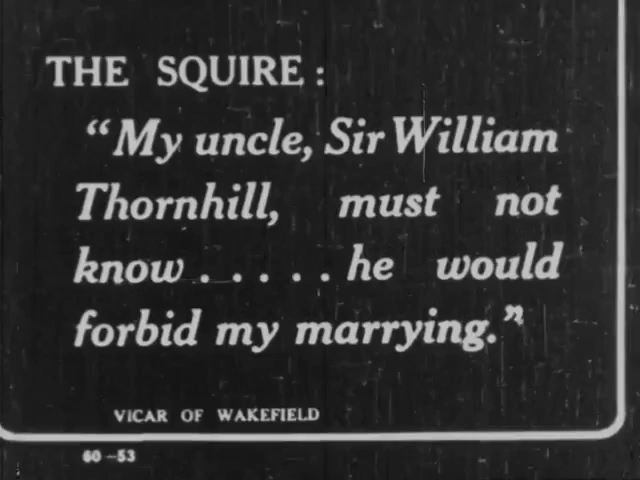 THE SQUIRE:
"My uncle, Sir William
Thornhill, must not
know.....he would
forbid my marrying."
VICAR OF WAKEFIELD
60-53